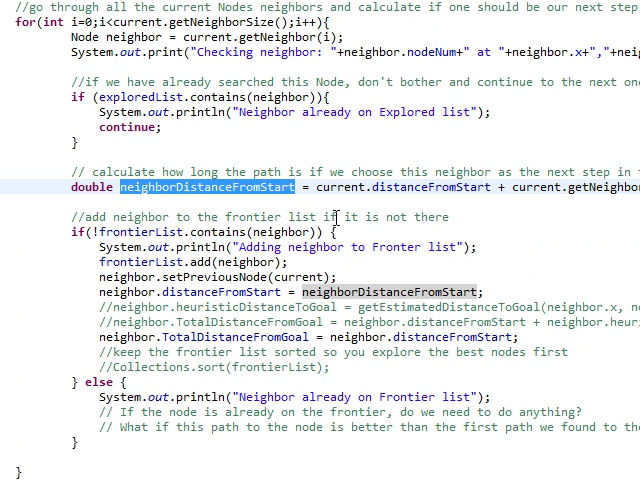 //go through all the current Nodes neighbors and calculate if one should be our next step
for(int i=0;i<current.getNeighborSize();i++){
Node neighbor = current.getNeighbor(i);
System.out.print("Checking neighbor: "+neighbor.nodeNum+" at "+neighbor.x+","+neig
//if we have already searched this Node, don't bother and continue to the next one
if (exploredList.contains(neighbor)){
System.out.println("Neighbor already on Explored list");
continue;
}
// calculate how long the path is if we choose this neighbor as the next step in t
double neighborDistanceFromStart = current.distanceFromStart + current.getNeighbo
//add neighbor to the frontier list if it is not there
if(!frontierList.contains(neighbor)) {
System.out.println("Adding neighbor to Fronter list");
frontierList.add(neighbor);
neighbor.setPreviousNode(current);
neighbor.distanceFromStart = neighborDistanceFromStart;
//neighbor.heuristicDistanceToGoal = getEstimatedDistanceToGoal(neighbor.x, ne
//neighbor.TotalDistanceFromGoal = neighbor.distanceFromStart + neighbor.heuri
neighbor.TotalDistanceFromGoal = neighbor.distanceFromStart;
//keep the frontier list sorted so you explore the best nodes first
//Collections.sort(frontierList);
} else {
System.out.println("Neighbor already on Frontier list");
// If the node is already on the frontier, do we need to do anything?
// What if this path to the node is better than the first path we found to the
}
}